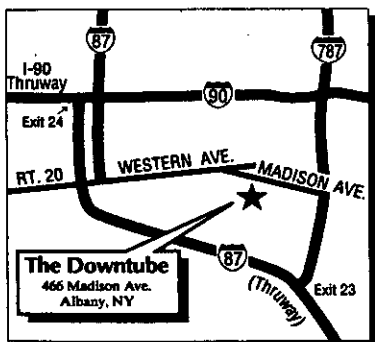 87
787
I-90
Thruway
90
Exit 24
RT. 20
WESTERN AVE.
MADISON AVE.
The Downtube
466 Madison Ave.
Albany, NY
87
(Thruway)
Exit 23